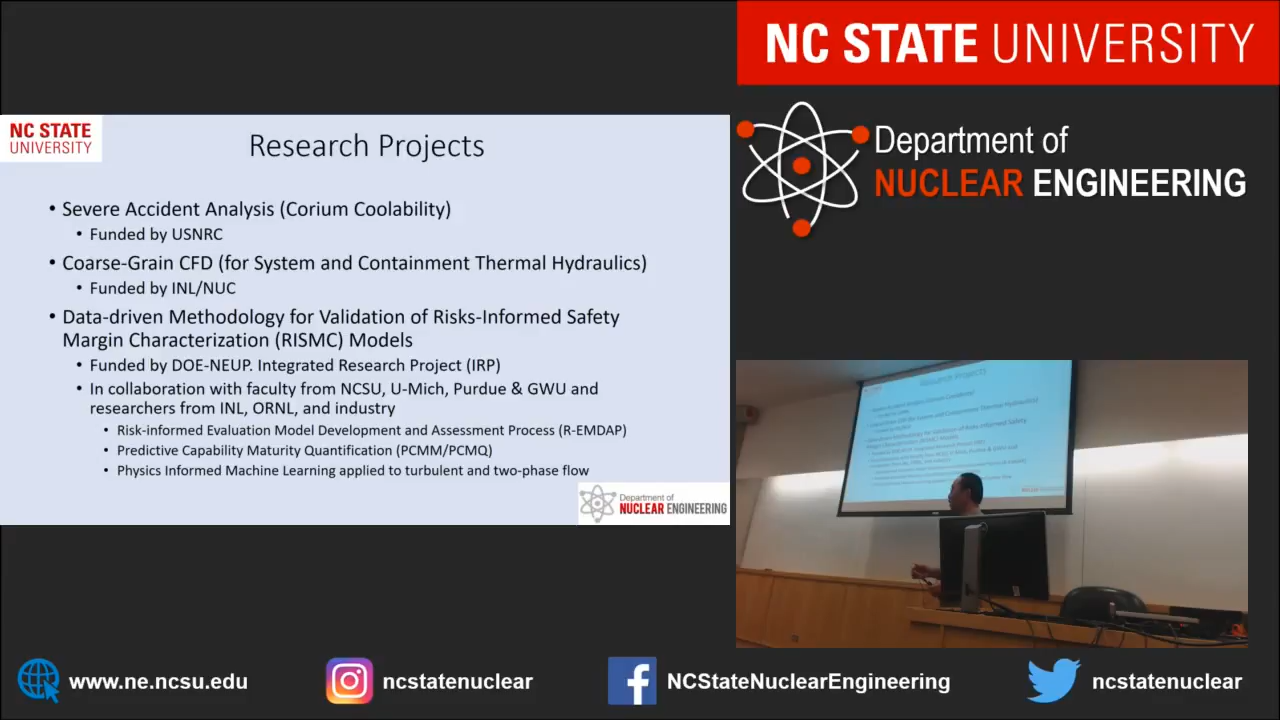 NC STATE UNIVERSITY
Department of
NUCLEAR ENGINEERING
NC STATE
UNIVERSITY
Research Projects
• Severe Accident Analysis (Corium Coolability)
• Funded by USNRC
• Coarse-Grain CFD (for System and Containment Thermal Hydraulics)
• Funded by INL/NUC
• Data-driven Methodology for Validation of Risks-Informed Safety
Margin Characterization (RISMC) Models
• Funded by DOE-NEUP. Integrated Research Project (IRP)
• In collaboration with faculty from NCSU, U-Mich, Purdue & GWU and
researchers from INL, ORNL, and industry
• Risk-informed Evaluation Model Development and Assessment Process (R-EMDAP)
• Predictive Capability Maturity Quantification (PCMM/PCMQ)
• Physics Informed Machine Learning applied to turbulent and two-phase flow
Department of
NUCLEAR ENGINEERING
Research Projects
www.ne.ncsu.edu
ncstatenuclear
NCStateNuclearEngineering
ncstatenuclear